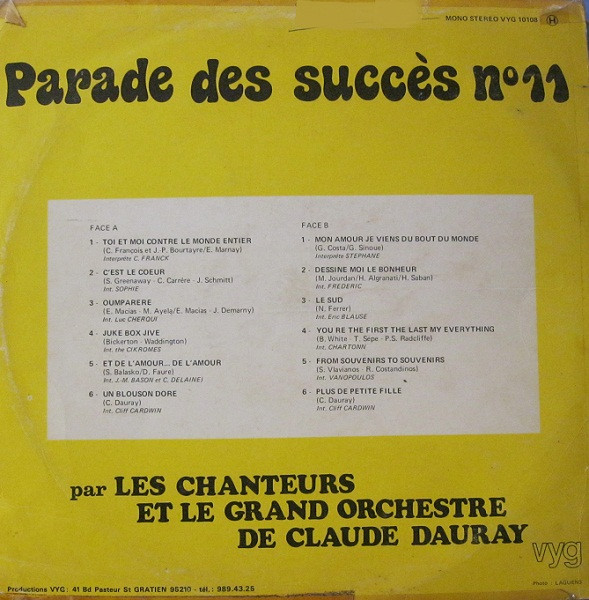 MONO STEREO VYG 10108 H
Parade des succès nº11
FACE A
1 - TOI ET MOI CONTRE LE MONDE ENTIER
(C. François et J.-P. Bourtayre/E. Marnay)
Interprète C. FRANCK
2 - C'EST LE COEUR
(S. Greenaway - C. Carrère - J. Schmitt)
Int. SOPHIE
3 - OUMPARERE
(E. Macias - M. Ayela/E. Macias - J. Demarny)
Int. Luc CHERQUI
4 - JUKE BOX JIVE
(Bickerton - Waddington)
Int. the CIKROMES
5 - ET DE L'AMOUR... DE L'AMOUR
(S. Balasko/D. Faure)
Int. J.-M. BASON et C. DELAINEI
6 - UN BLOUSON DORE
(C. Dauray)
Int. Cliff CARDWIN
FACE B
1 - MON AMOUR JE VIENS DU BOUT DU MONDE
(G. Costa/G. Sinoue)
Interprète STEPHANE
2 - DESSINE MOI LE BONHEUR
(M. Jourdan/H. Algranati/H. Saban)
Int. FREDERIC
3 - LE SUD
(N. Ferrer)
Int. Eric BLAUSE
4 - YOU'RE THE FIRST THE LAST MY EVERYTHING
(B. White - T. Sépe - P.S. Radcliffe)
Int. CHARTONN
5 - FROM SOUVENIRS TO SOUVENIRS
(S. Vlavianos - R. Costandinos)
Int. VANOPOULOS
6 - PLUS DE PETITE FILLE
(C. Dauray)
Int. Cliff CARDWIN
par LES CHANTEURS
ET LE GRAND ORCHESTRE
DE CLAUDE DAURAY
vyg
Productions VYG : 41 Bd Pasteur St GRATIEN 95210 - tél. : 989.43.25
Photo : LAGUENS